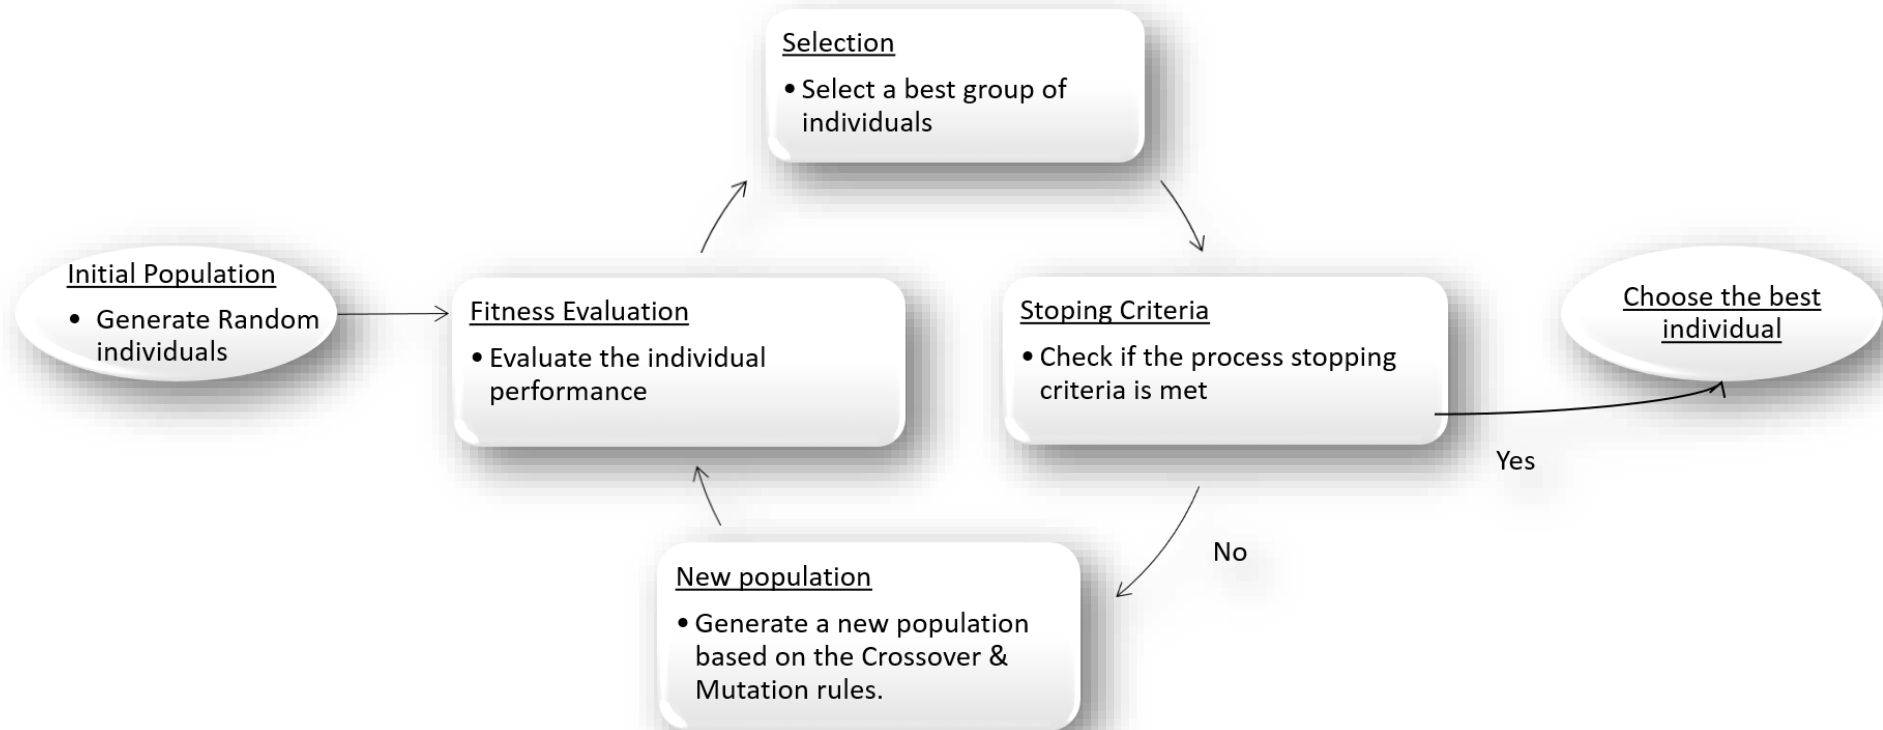 Selection
• Select a best group of
individuals
Initial Population
• Generate Random
individuals
Fitness Evaluation
• Evaluate the individual
performance
Stoping Criteria
• Check if the process stopping
criteria is met
Choose the best
individual
Yes
No
New population
• Generate a new population
based on the Crossover &
Mutation rules.